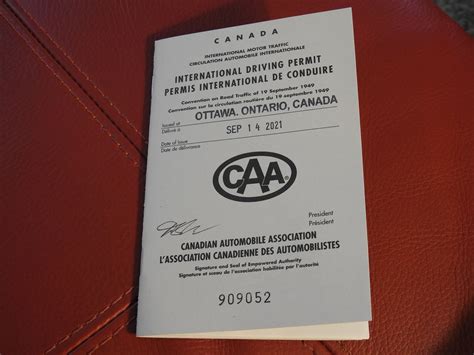 CANADA
INTERNATIONAL MOTOR TRAFFIC
CIRCULATION AUTOMOBILE INTERNATIONALE
INTERNATIONAL DRIVING PERMIT
PERMIS INTERNATIONAL DE CONDUIRE
Convention on Road Traffic of 19 September 1949
Convention sur la circulation routière du 19 septembre 1949
OTTAWA, ONTARIO, CANADA
Issued at
Délivré à
SEP 14 2021
Date of Issue
Date de délivrance
CAA
President
Président
CANADIAN AUTOMOBILE ASSOCIATION
L'ASSOCIATION CANADIENNE DES AUTOMOBILISTES
Signature and Seal of Empowered Authority
Signature et sceau de l'association habilitée par l'autorité
909052